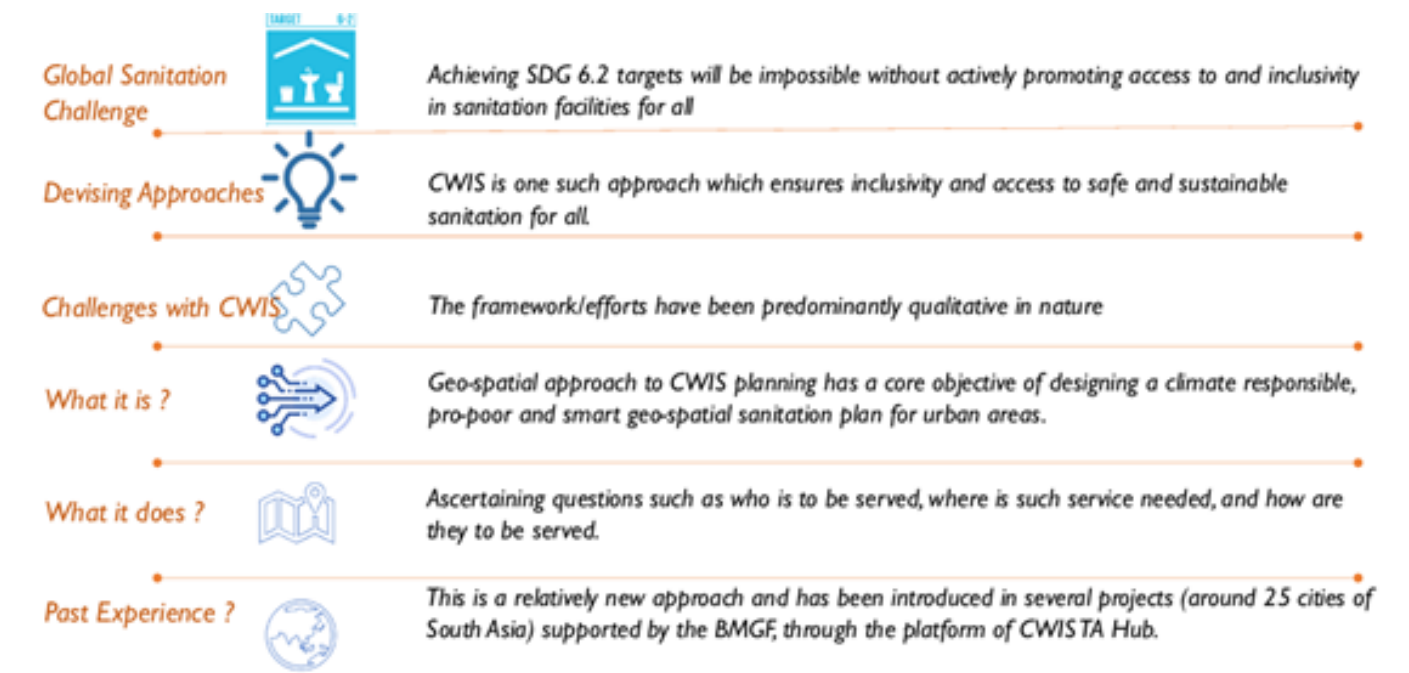 TARGET 6·2
Global Sanitation
Challenge
Achieving SDG 6.2 targets will be impossible without actively promoting access to and inclusivity
in sanitation facilities for all
Devising Approaches
CWIS is one such approach which ensures inclusivity and access to safe and sustainable
sanitation for all.
Challenges with CWIS
The framework/efforts have been predominantly qualitative in nature
What it is ?
Geo-spatial approach to CWIS planning has a core objective of designing a climate responsible,
pro-poor and smart geo-spatial sanitation plan for urban areas.
What it does ?
Ascertaining questions such as who is to be served, where is such service needed, and how are
they to be served.
Past Experience ?
This is a relatively new approach and has been introduced in several projects (around 25 cities of
South Asia) supported by the BMGF, through the platform of CWIS TA Hub.